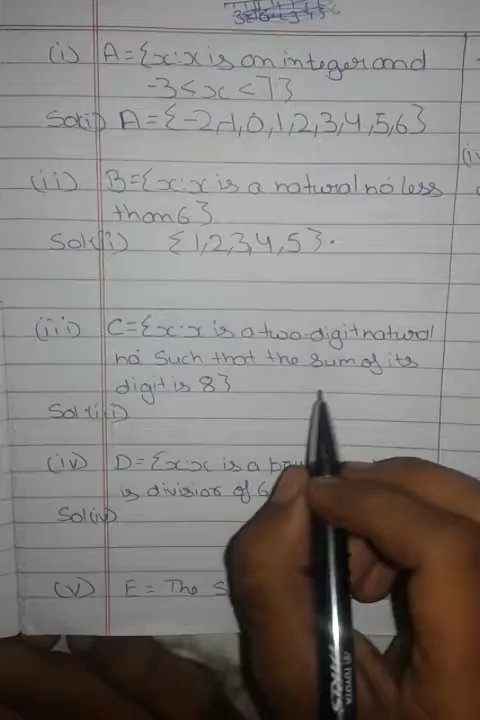 (i) A={x:x is an integer and
-3<x<7}
Sol(i) A={-2,-1,0,1,2,3,4,5,6}
(ii) B={x:x is a natural no less
than 6}
Sol(ii) {1,2,3,4,5}.
(iii) C={x:x is a two-digit natural
no. Such that the sum of its
digit is 8}
Sol(iii)
(iv) D={x:x is a
is divisior of 6
Sol(iv)
(v) E = The S